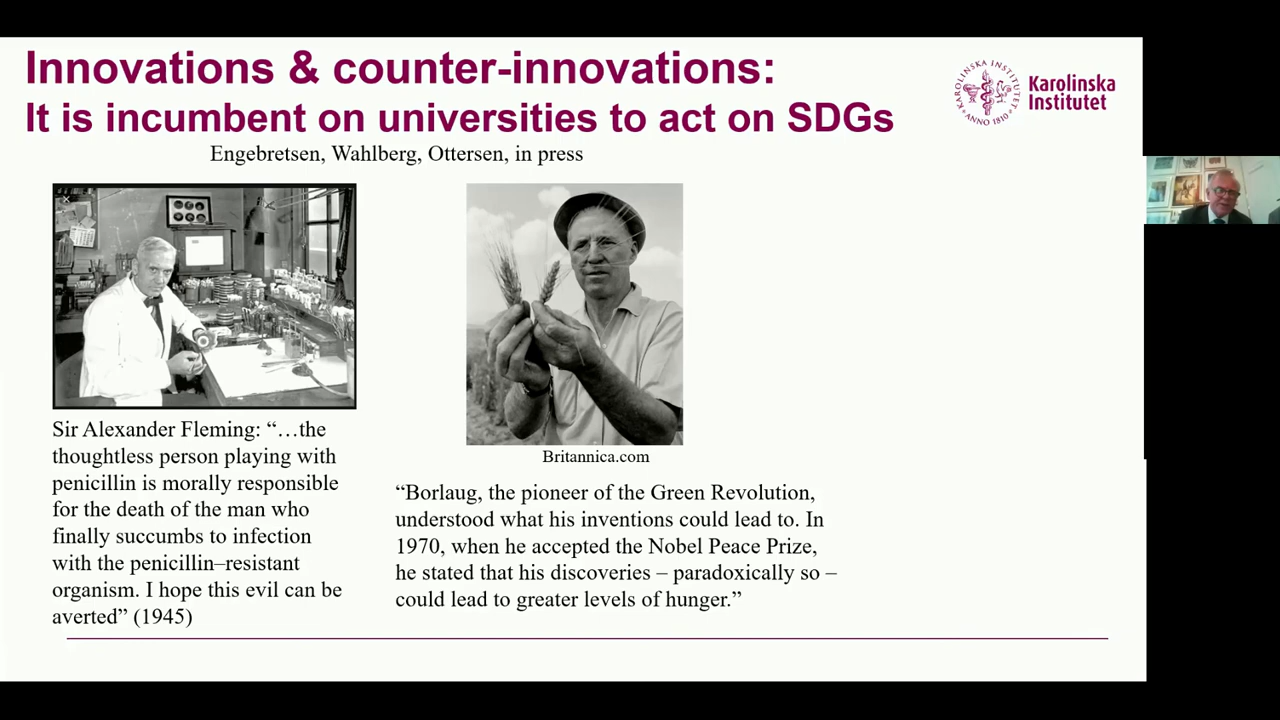 Innovations & counter-innovations:
It is incumbent on universities to act on SDGs
Engebretsen, Wahlberg, Ottersen, in press
KAROLINSKA INSTITUTET
ANNO 1810
Karolinska
Institutet
Sir Alexander Fleming: “…the
thoughtless person playing with
penicillin is morally responsible
for the death of the man who
finally succumbs to infection
with the penicillin–resistant
organism. I hope this evil can be
averted” (1945)
Britannica.com
“Borlaug, the pioneer of the Green Revolution,
understood what his inventions could lead to. In
1970, when he accepted the Nobel Peace Prize,
he stated that his discoveries – paradoxically so –
could lead to greater levels of hunger.”